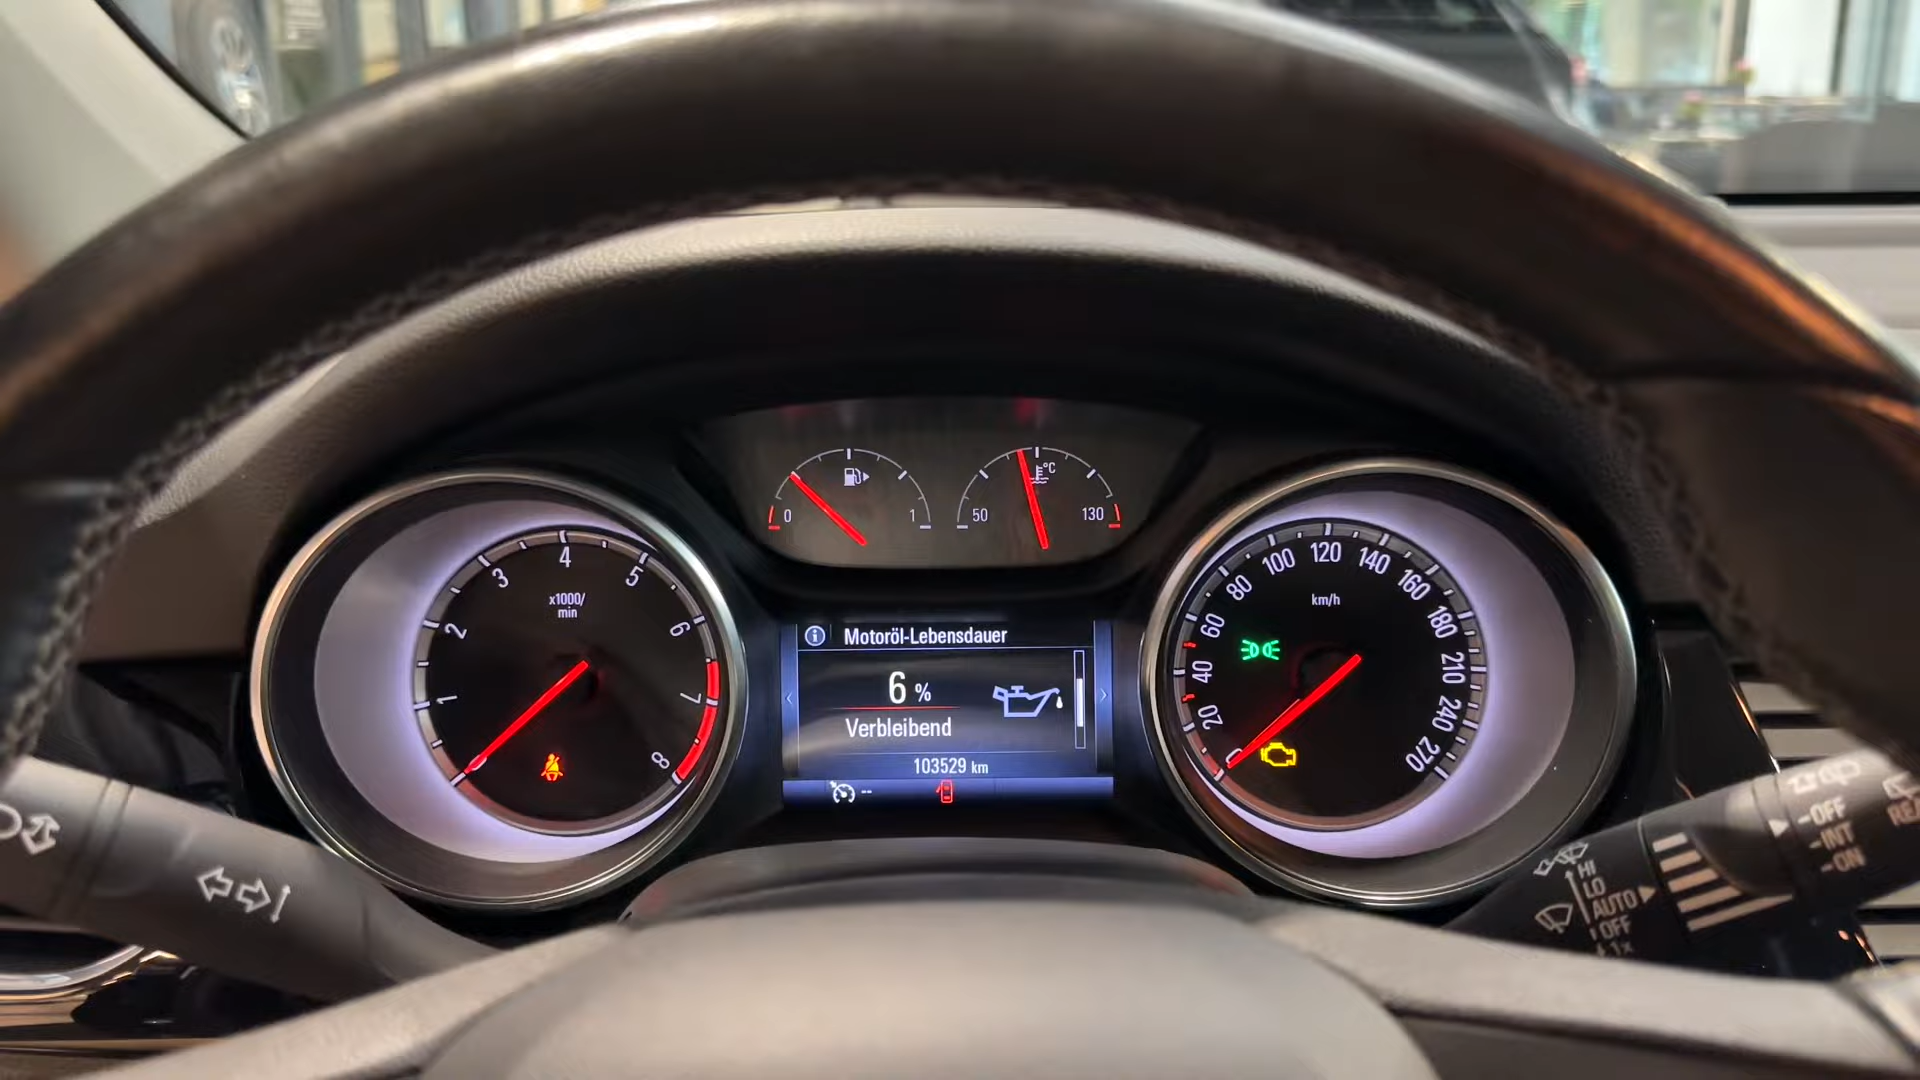 0 1
50 °C 130
1 2 3 4 5 6 7 8
x1000/
min
Motoröl-Lebensdauer
6 %
Verbleibend
103529 km
--
0 20 40 60 80 100 120 140 160 180 210 240 270
km/h
HI
LO
AUTO
OFF
1x
OFF
INT
ON